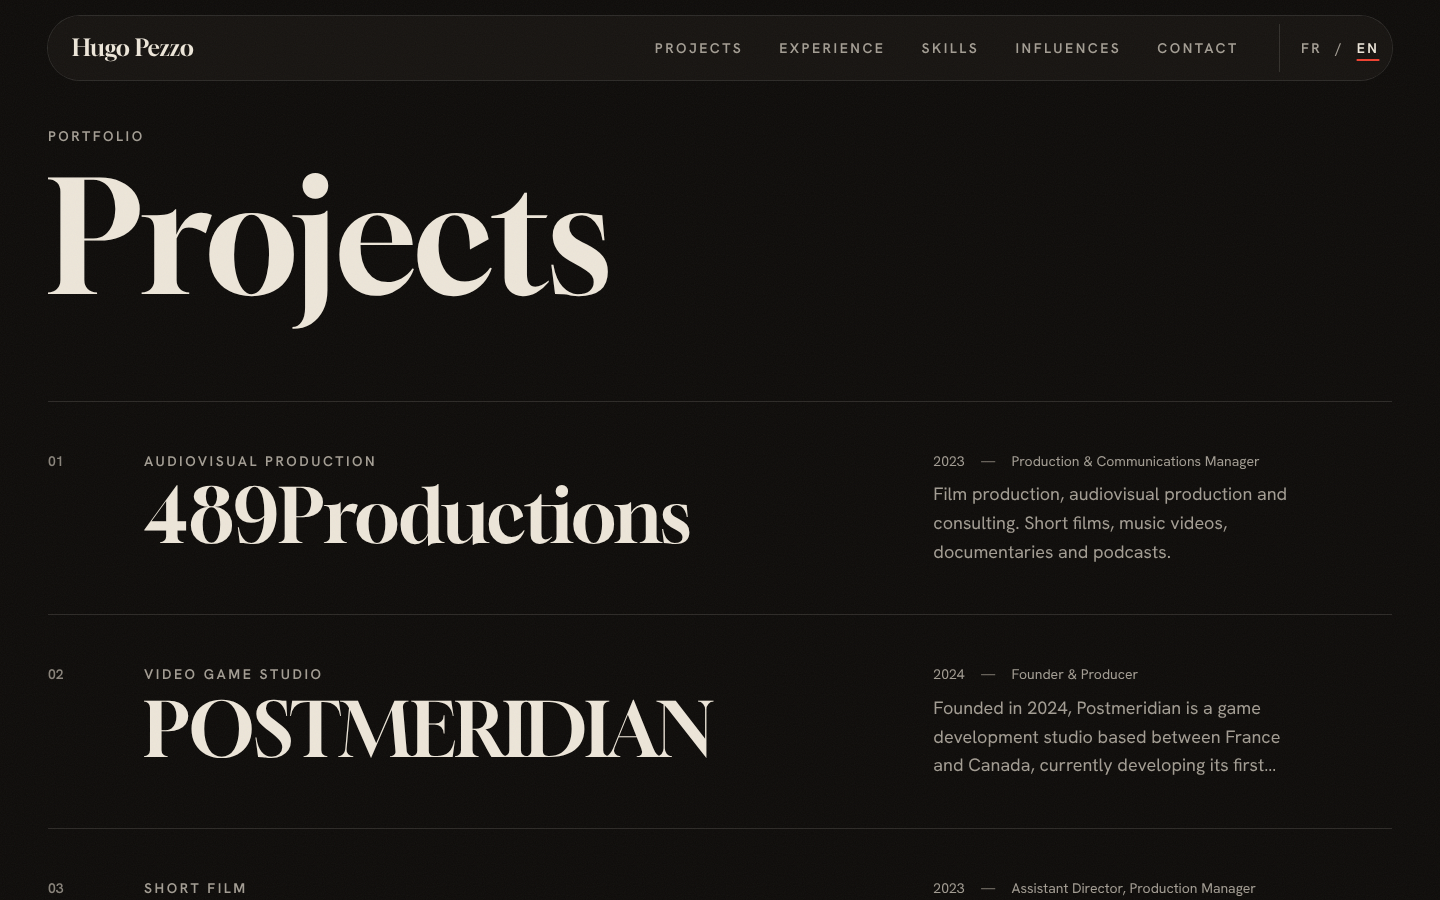 Hugo Pezzo
PROJECTS EXPERIENCE SKILLS INFLUENCES CONTACT FR / EN
PORTFOLIO
Projects
01 AUDIOVISUAL PRODUCTION
489Productions
2023 — Production & Communications Manager
Film production, audiovisual production and
consulting. Short films, music videos,
documentaries and podcasts.
02 VIDEO GAME STUDIO
POSTMERIDIAN
2024 — Founder & Producer
Founded in 2024, Postmeridian is a game
development studio based between France
and Canada, currently developing its first...
03 SHORT FILM
2023 — Assistant Director, Production Manager